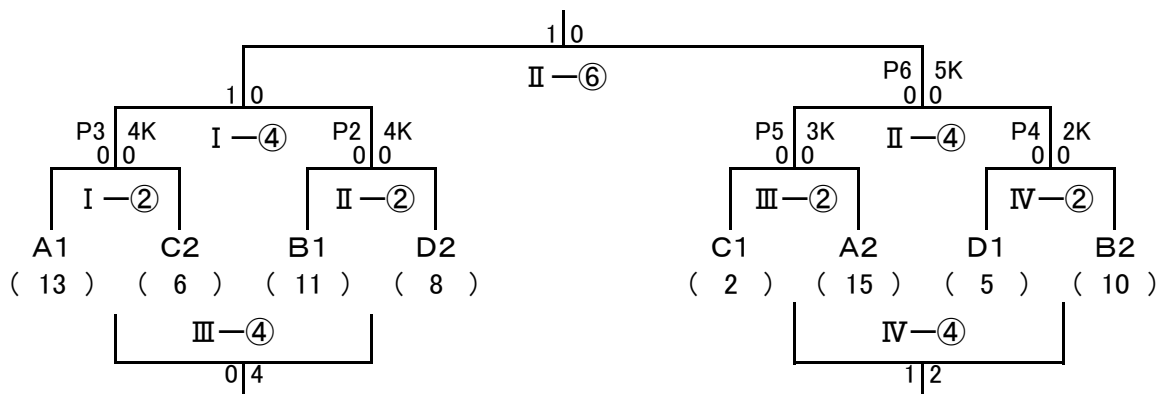 1 0
Ⅱ－⑥
P6 5K
1 0
0 0
P3 4K
Ⅰ－④
P2 4K
P5 3K
Ⅱ－④
P4 2K
0 0
0 0
0 0
0 0
Ⅰ－②
Ⅱ－②
Ⅲ－②
Ⅳ－②
A1 C2 B1 D2 C1 A2 D1 B2
( 13 ) ( 6 ) ( 11 ) ( 8 ) ( 2 ) ( 15 ) ( 5 ) ( 10 )
Ⅲ－④
Ⅳ－④
0 4
1 2